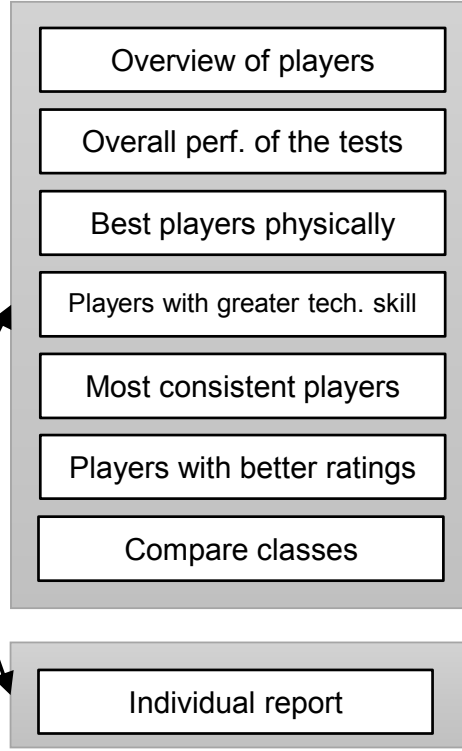 Overview of players
Overall perf. of the tests
Best players physically
Players with greater tech. skill
Most consistent players
Players with better ratings
Compare classes
Individual report